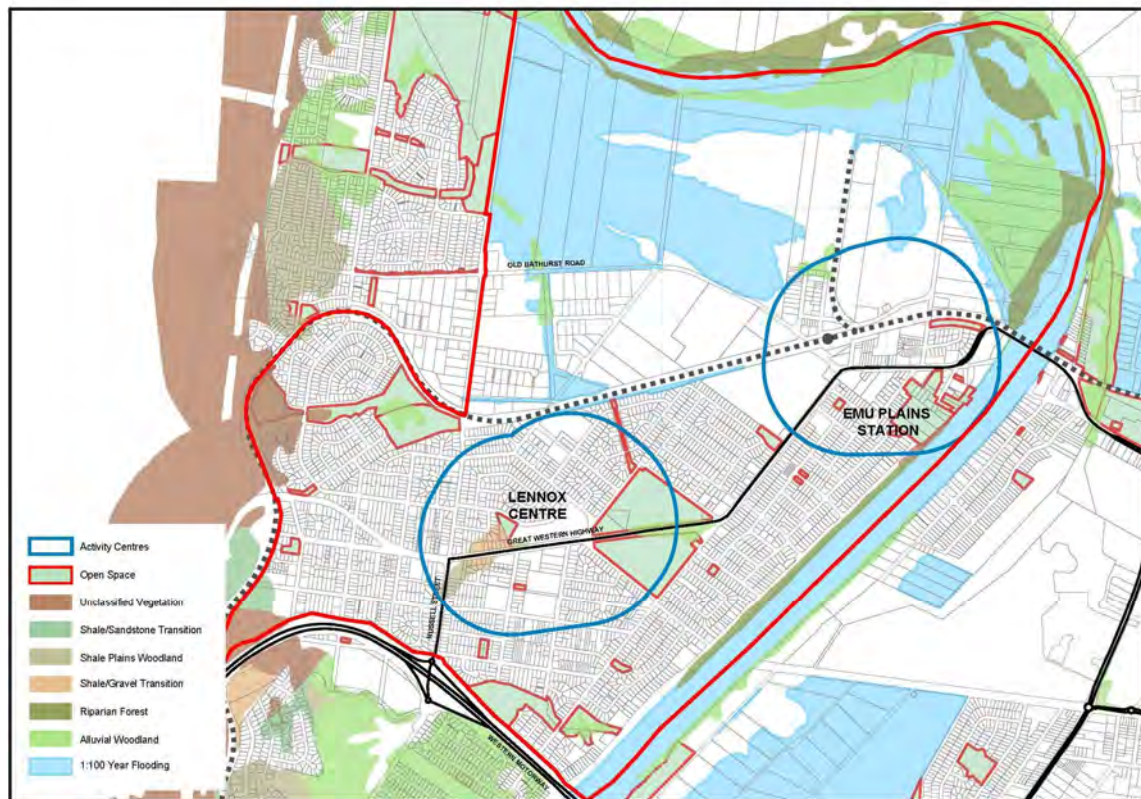 OLD BATHURST ROAD
EMU PLAINS
STATION
LENNOX
CENTRE
GREAT WESTERN HIGHWAY
RUSSELL STREET
WESTERN MOTORWAY
Activity Centres
Open Space
Unclassified Vegetation
Shale/Sandstone Transition
Shale Plains Woodland
Shale/Gravel Transition
Riparian Forest
Alluvial Woodland
1:100 Year Flooding